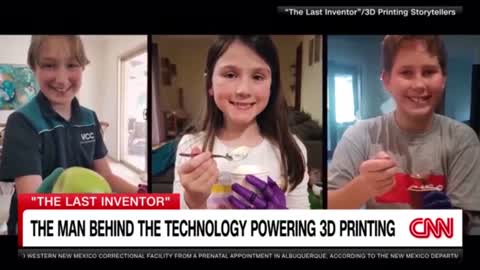 "The Last Inventor"/3D Printing Storytellers
VCC
"THE LAST INVENTOR"
THE MAN BEHIND THE TECHNOLOGY POWERING 3D PRINTING
CNN
O WESTERN NEW MEXICO CORRECTIONAL FACILITY FROM A PRENATAL APPOINTMENT IN ALBUQUERQUE, ACCORDING TO THE NEW MEXICO DEPARTM